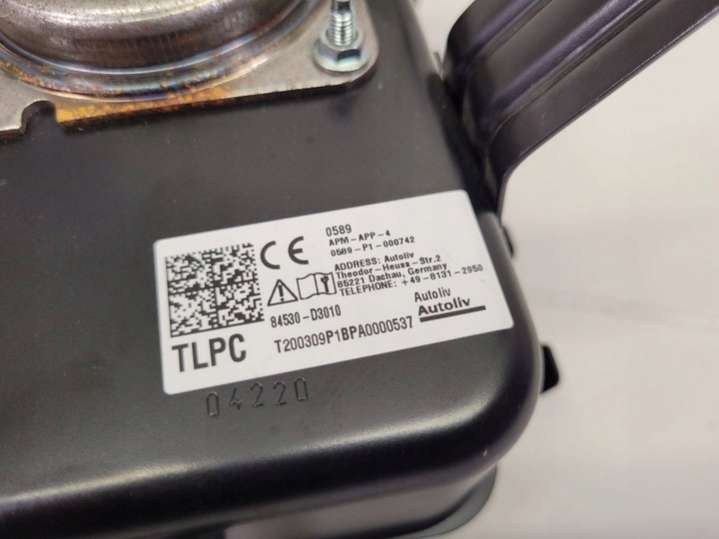 0589
APM-APP-4
0589-P1-000742
CE
ADDRESS: Autoliv
Theodor-Heuss-Str.2
85221 Dachau, Germany
TELEPHONE: +49-8131-2950
84530-D3010
Autoliv
Autoliv
TLPC
T200309P1BPA0000537
04220